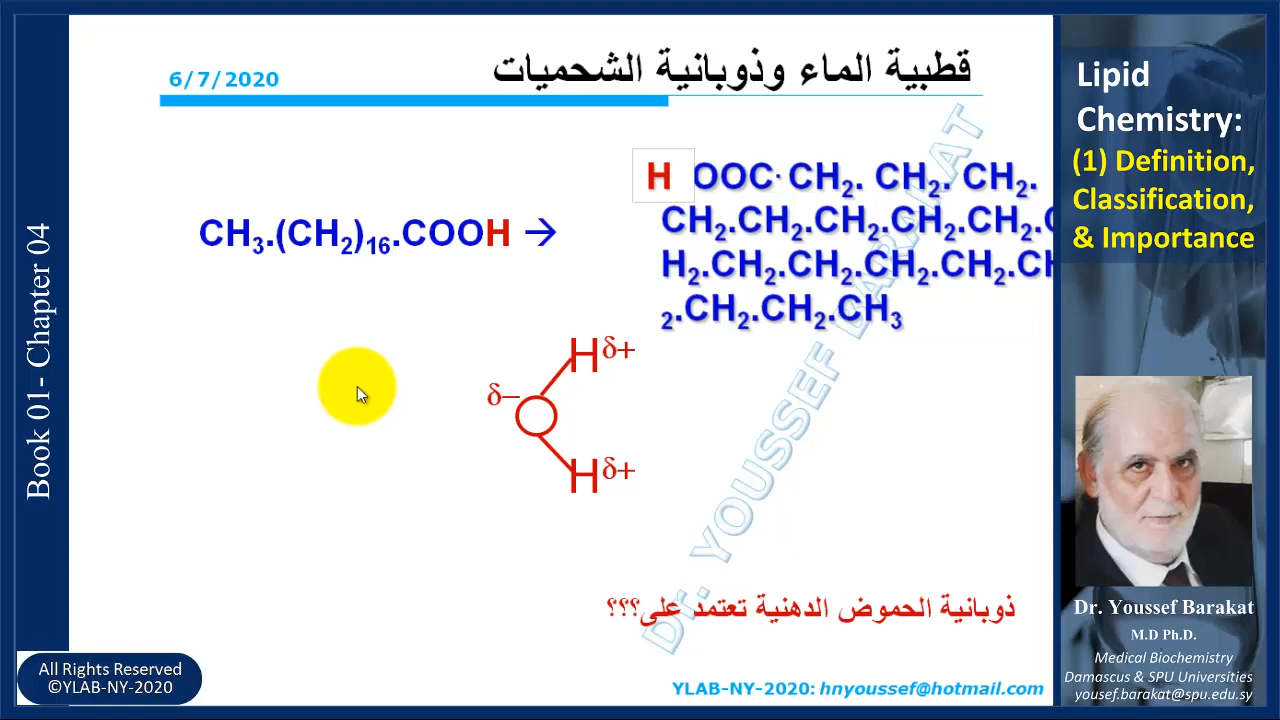 Book 01- Chapter 04
6/7/2020
قطبية الماء وذوبانية الشحميات
CH₃.(CH₂)₁₆.COOH →
H OOC·CH₂. CH₂. CH₂.
CH₂.CH₂.CH₂.CH₂.CH₂.C
H₂.CH₂.CH₂.CH₂.CH₂.CH
₂.CH₂.CH₂.CH₃
Hδ+
δ–
Hδ+
Dr. YOUSSEF BARAKAT
ذوبانية الحموض الدهنية تعتمد على؟؟؟
YLAB-NY-2020: hnyoussef@hotmail.com
All Rights Reserved
©YLAB-NY-2020
Lipid
Chemistry:
(1) Definition,
Classification,
& Importance
Dr. Youssef Barakat
M.D Ph.D.
Medical Biochemistry
Damascus & SPU Universities
yousef.barakat@spu.edu.sy